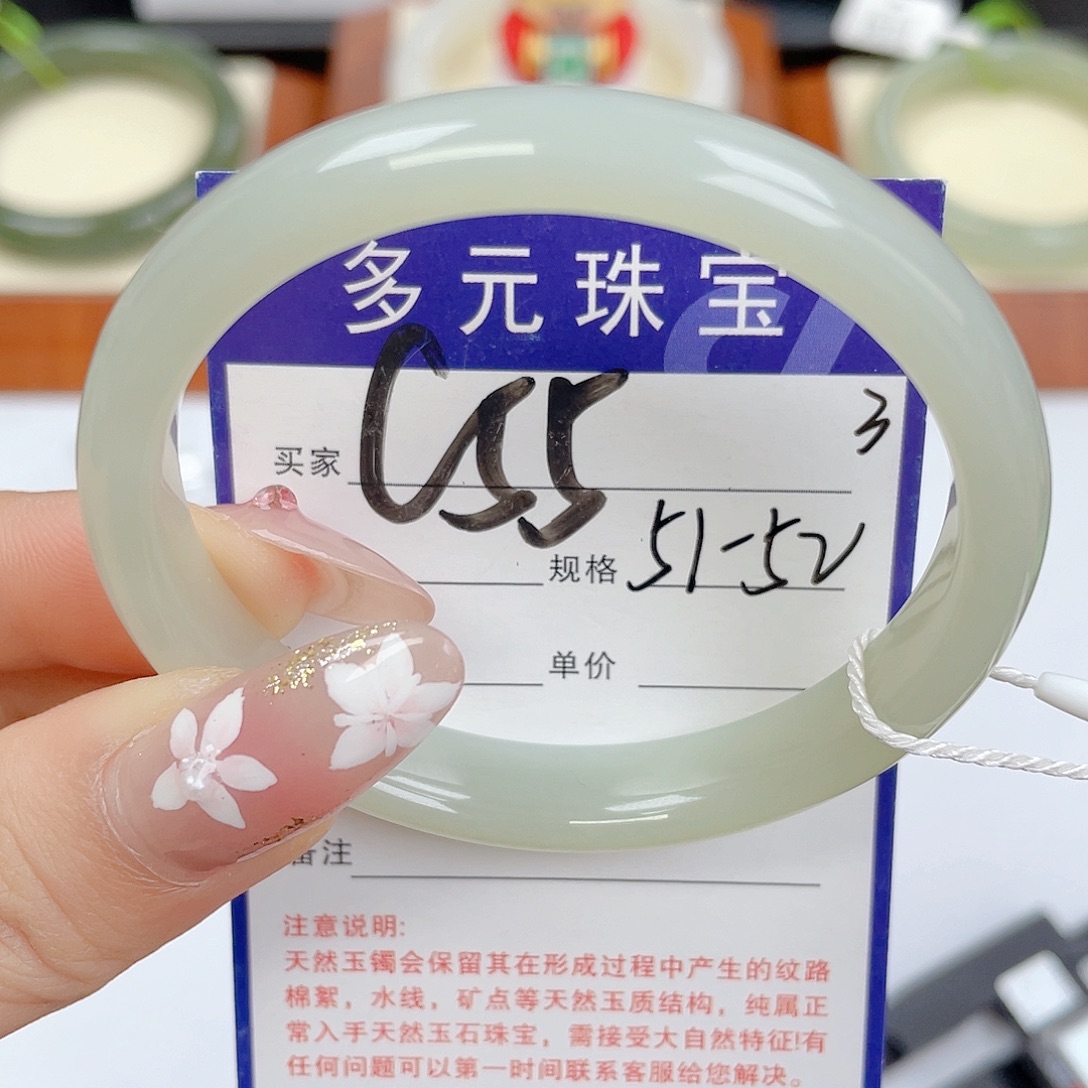 多元珠宝
3
买家 C55
规格 51-52
单价
备注
注意说明:
天然玉镯会保留其在形成过程中产生的纹路
棉絮，水线，矿点等天然玉质结构，纯属正
常入手天然玉石珠宝，需接受大自然特征!有
任何问题可以第一时间联系客服给您解决。